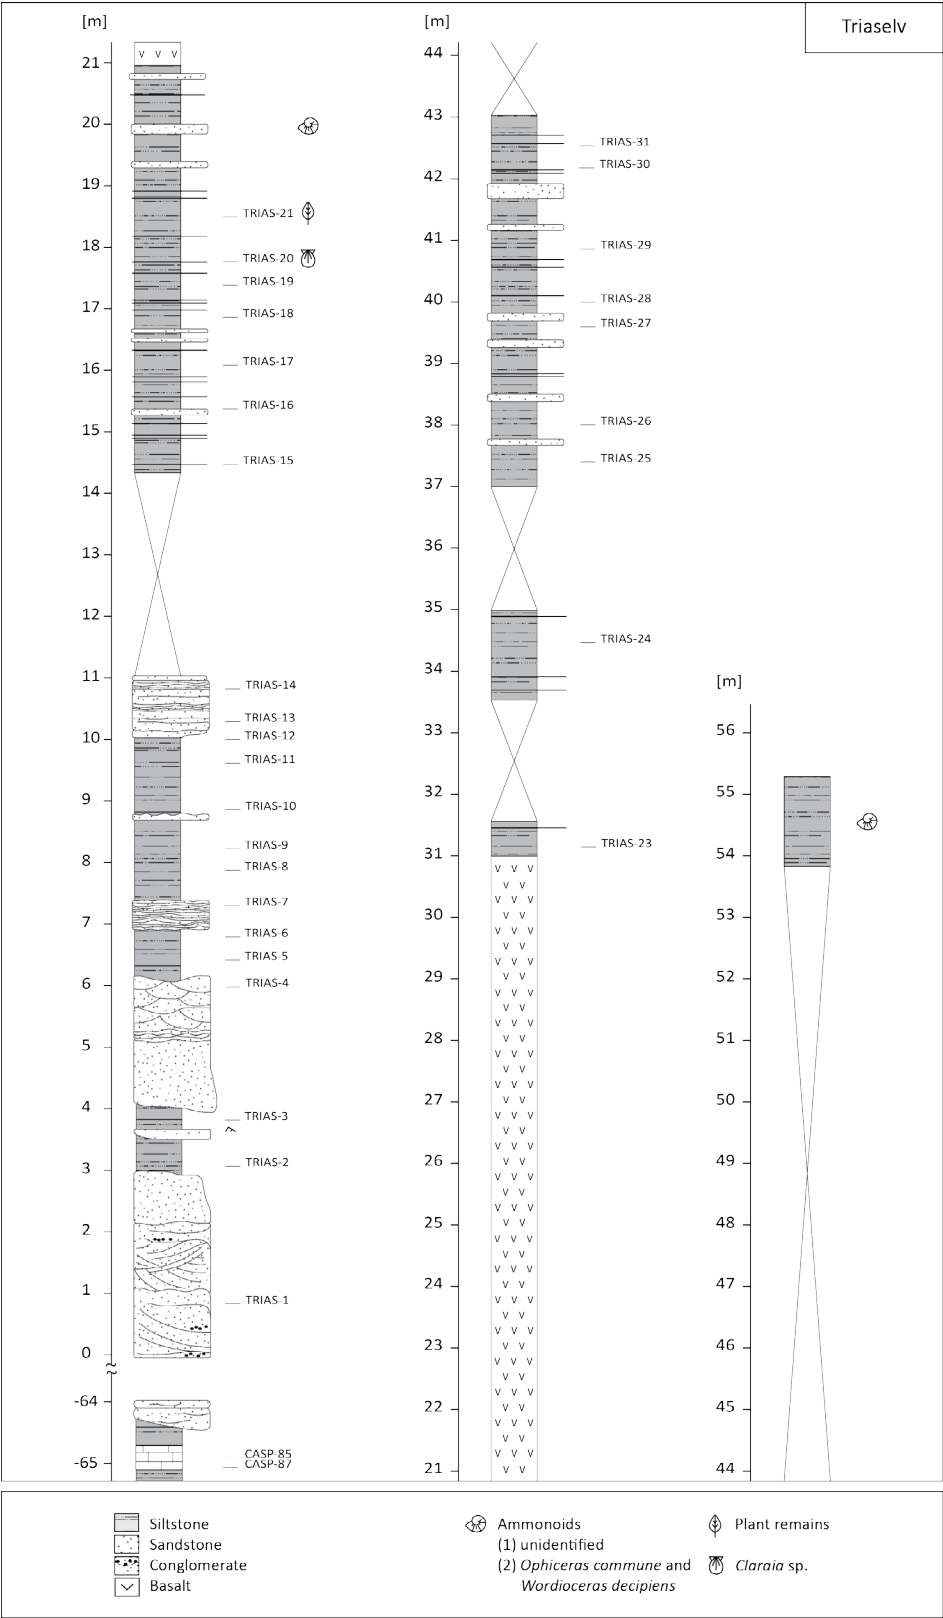 Triaselv
[m]
21
20
19
18
17
16
15
14
13
12
11
10
9
8
7
6
5
4
3
2
1
0
-64
-65
TRIAS-21
TRIAS-20
TRIAS-19
TRIAS-18
TRIAS-17
TRIAS-16
TRIAS-15
TRIAS-14
TRIAS-13
TRIAS-12
TRIAS-11
TRIAS-10
TRIAS-9
TRIAS-8
TRIAS-7
TRIAS-6
TRIAS-5
TRIAS-4
TRIAS-3
TRIAS-2
TRIAS-1
CASP-85
CASP-87
[m]
44
43
42
41
40
39
38
37
36
35
34
33
32
31
30
29
28
27
26
25
24
23
22
21
TRIAS-31
TRIAS-30
TRIAS-29
TRIAS-28
TRIAS-27
TRIAS-26
TRIAS-25
TRIAS-24
TRIAS-23
[m]
56
55
54
53
52
51
50
49
48
47
46
45
44
Siltstone
Sandstone
Conglomerate
Basalt
Ammonoids
(1) unidentified
(2) Ophiceras commune and
Wordioceras decipiens
Plant remains
Claraia sp.